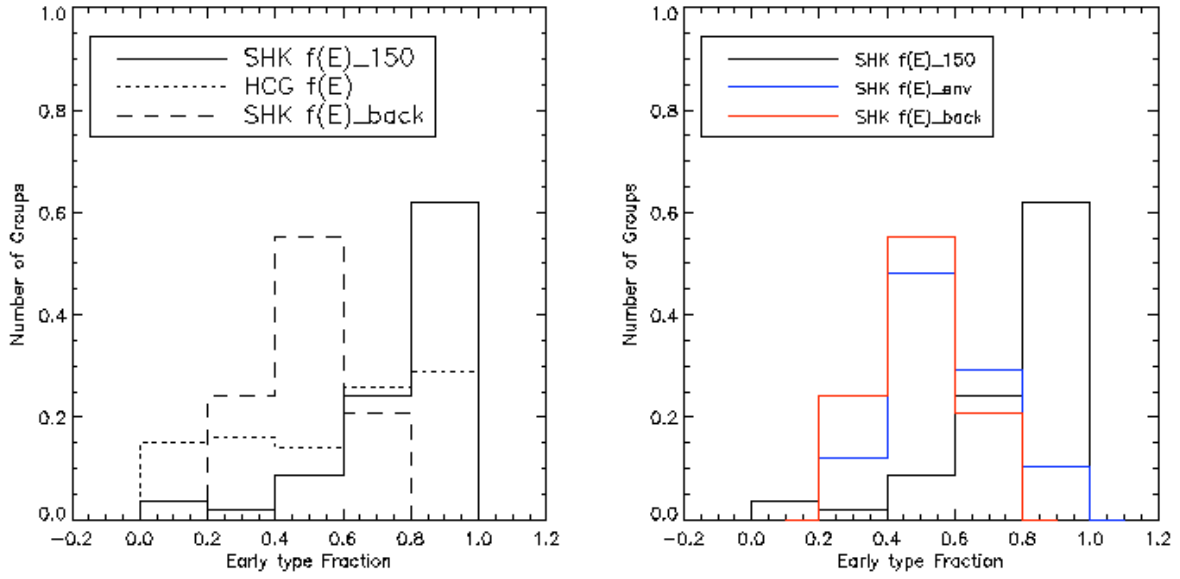 SHK f(E)_150
HCG f(E)
SHK f(E)_back
Number of Groups
1.0
0.8
0.6
0.4
0.2
0.0
-0.2 0.0 0.2 0.4 0.6 0.8 1.0 1.2
Early type Fraction
SHK f(E)_150
SHK f(E)_env
SHK f(E)_back
Number of Groups
1.0
0.8
0.6
0.4
0.2
0.0
-0.2 0.0 0.2 0.4 0.6 0.8 1.0 1.2
Early type Fraction